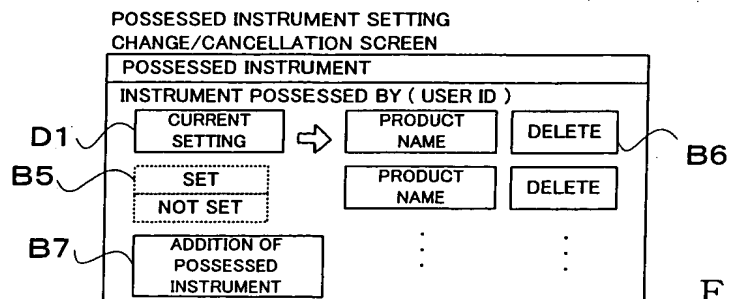 POSSESSED INSTRUMENT SETTING
CHANGE/CANCELLATION SCREEN
POSSESSED INSTRUMENT
INSTRUMENT POSSESSED BY ( USER ID )
D1
CURRENT
SETTING
PRODUCT
NAME
DELETE
B6
B5
SET
NOT SET
PRODUCT
NAME
DELETE
B7
ADDITION OF
POSSESSED
INSTRUMENT
F